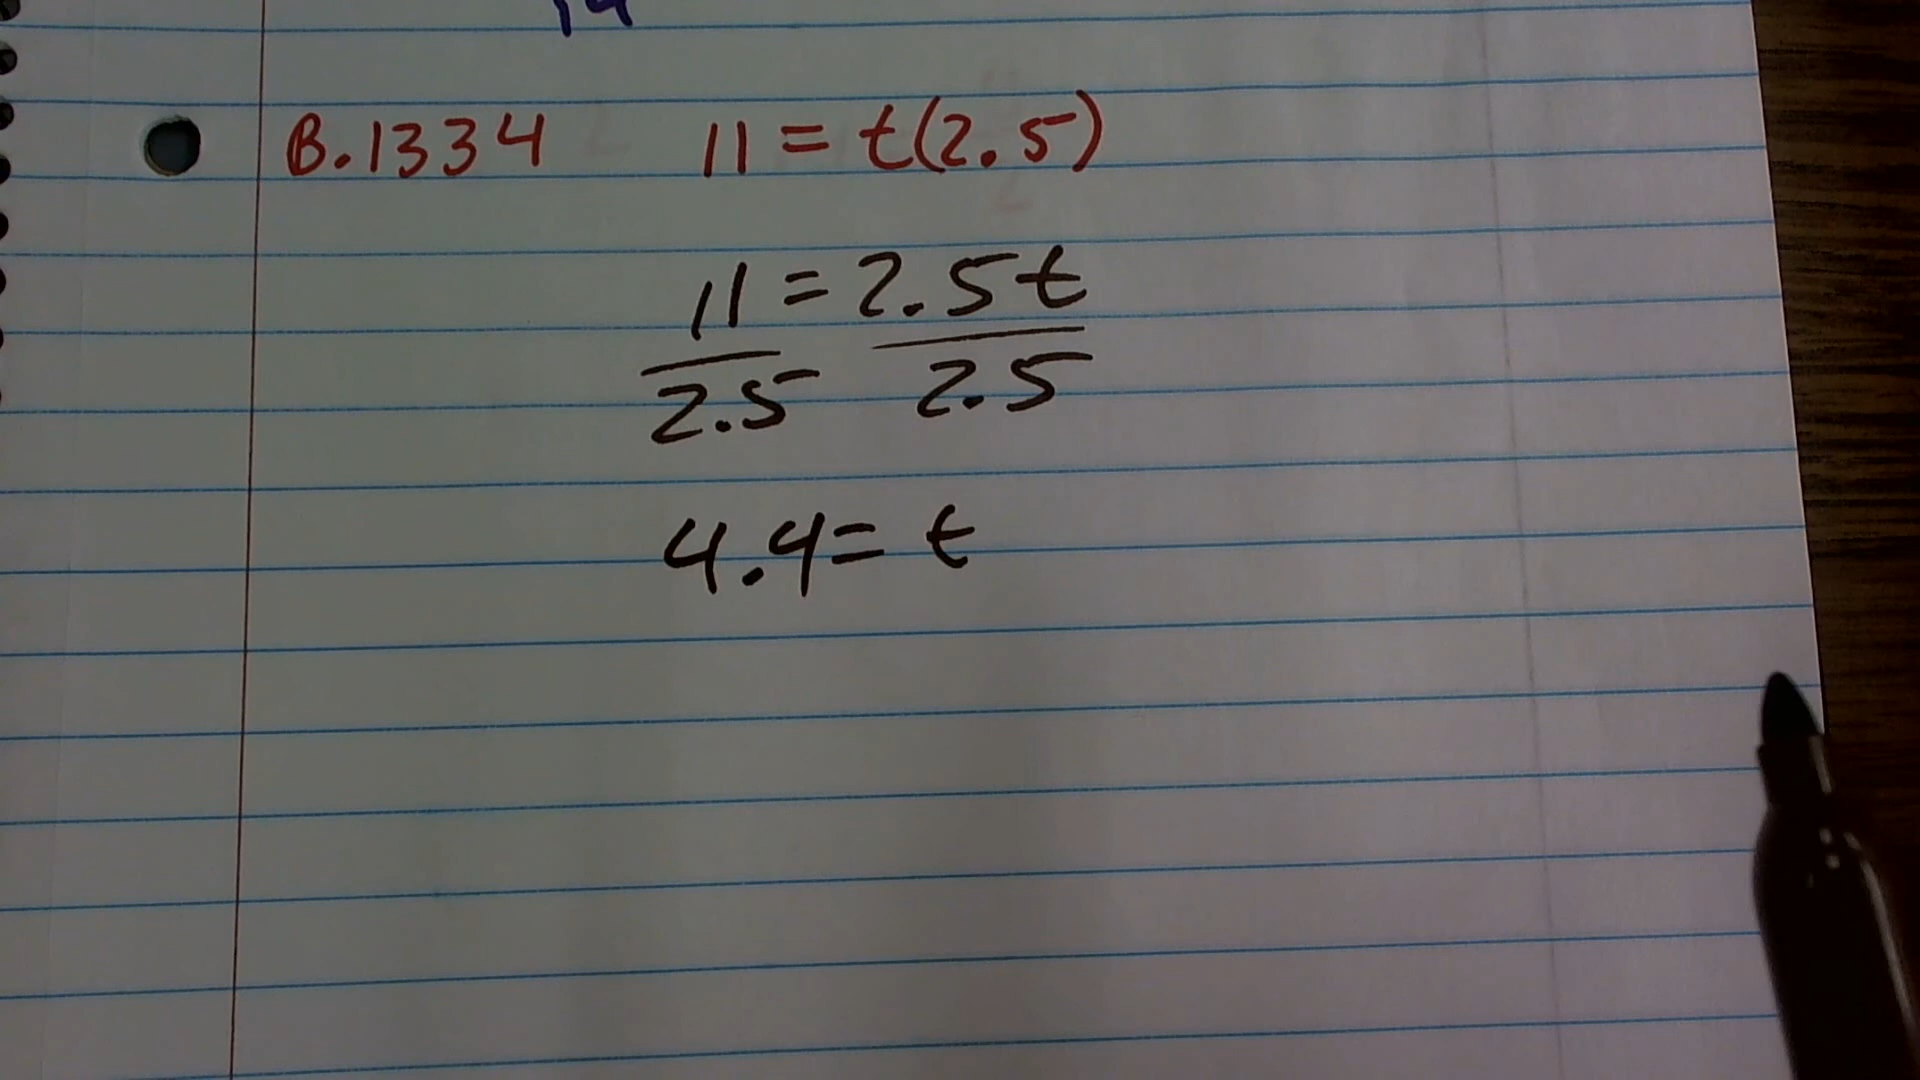 B.1334 11 = t(2.5)
11 = 2.5t
2.5 2.5
4.4 = t